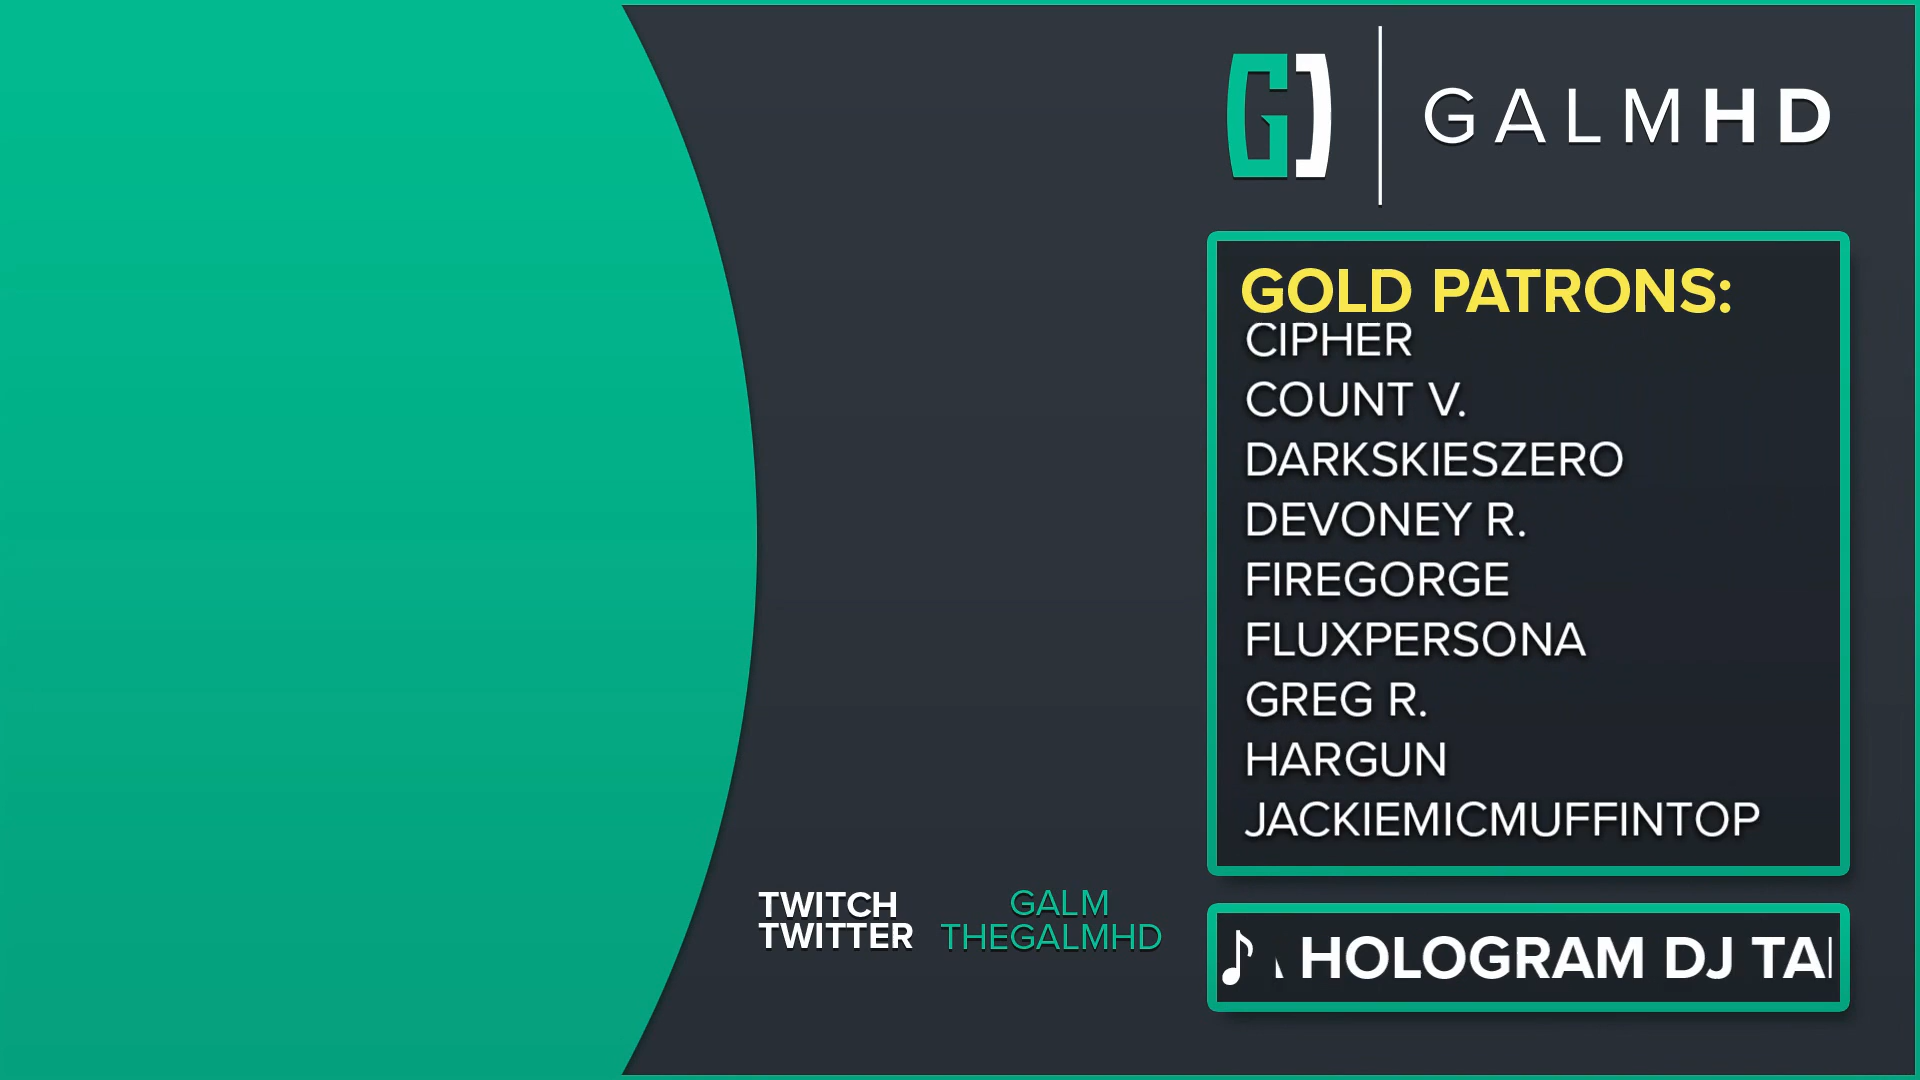 GALMHD
GOLD PATRONS:
CIPHER
COUNT V.
DARKSKIESZERO
DEVONEY R.
FIREGORGE
FLUXPERSONA
GREG R.
HARGUN
JACKIEMICMUFFINTOP
TWITCH GALM
TWITTER THEGALMHD
HOLOGRAM DJ